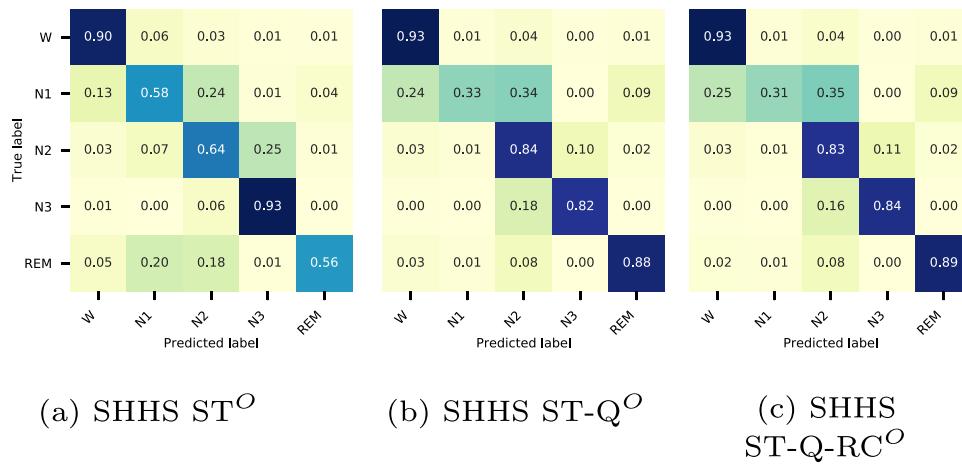 True label
W
0.90 0.06 0.03 0.01 0.01
N1
0.13 0.58 0.24 0.01 0.04
N2
0.03 0.07 0.64 0.25 0.01
N3
0.01 0.00 0.06 0.93 0.00
REM
0.05 0.20 0.18 0.01 0.56
W N1 N2 N3 REM
Predicted label
(a) SHHS ST^O
0.93 0.01 0.04 0.00 0.01
0.24 0.33 0.34 0.00 0.09
0.03 0.01 0.84 0.10 0.02
0.00 0.00 0.18 0.82 0.00
0.03 0.01 0.08 0.00 0.88
W N1 N2 N3 REM
Predicted label
(b) SHHS ST-Q^O
0.93 0.01 0.04 0.00 0.01
0.25 0.31 0.35 0.00 0.09
0.03 0.01 0.83 0.11 0.02
0.00 0.00 0.16 0.84 0.00
0.02 0.01 0.08 0.00 0.89
W N1 N2 N3 REM
Predicted label
(c) SHHS
ST-Q-RC^O